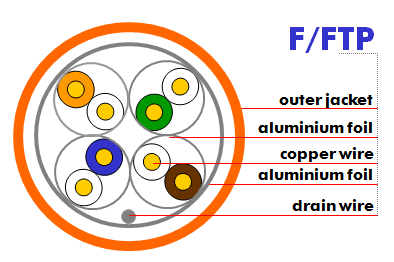 F/FTP
outer jacket
aluminium foil
copper wire
aluminium foil
drain wire